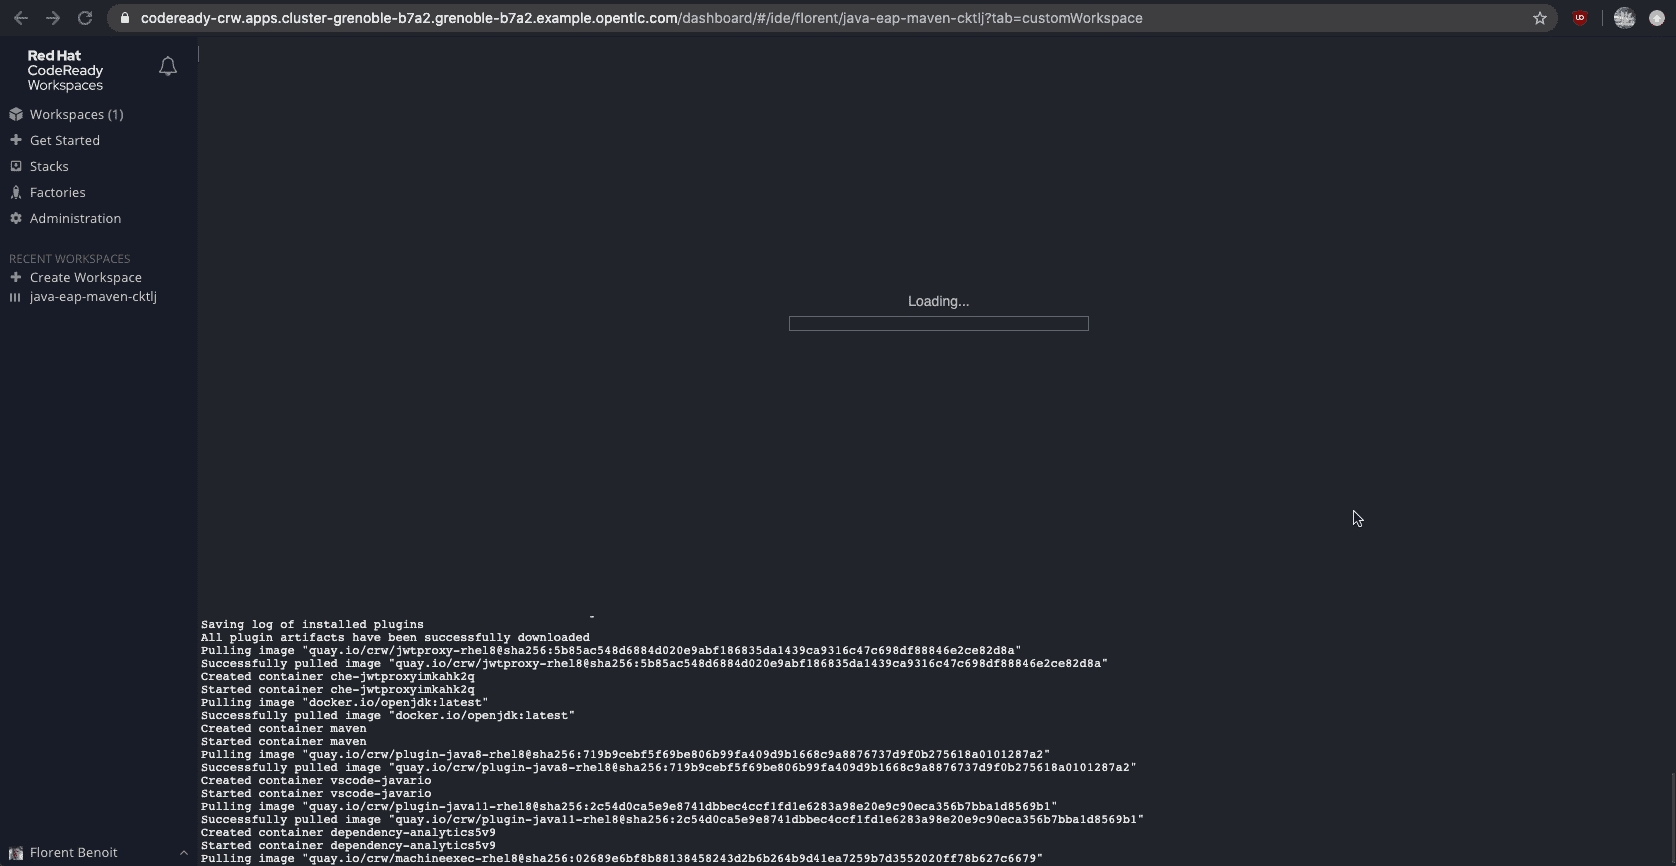 codeready-crw.apps.cluster-grenoble-b7a2.grenoble-b7a2.example.opentlc.com/dashboard/#/ide/florent/java-eap-maven-cktlj?tab=customWorkspace
Red Hat
CodeReady
Workspaces
Workspaces (1)
Get Started
Stacks
Factories
Administration
RECENT WORKSPACES
Create Workspace
java-eap-maven-cktlj
Loading...
Saving log of installed plugins
All plugin artifacts have been successfully downloaded
Pulling image "quay.io/crw/jwtproxy-rhel8@sha256:5b85ac548d6884d020e9abf186835da1439ca9316c47c698df88846e2ce82d8a"
Successfully pulled image "quay.io/crw/jwtproxy-rhel8@sha256:5b85ac548d6884d020e9abf186835da1439ca9316c47c698df88846e2ce82d8a"
Created container che-jwtproxyimkahk2q
Started container che-jwtproxyimkahk2q
Pulling image "docker.io/openjdk:latest"
Successfully pulled image "docker.io/openjdk:latest"
Created container maven
Started container maven
Pulling image "quay.io/crw/plugin-java8-rhel8@sha256:719b9cebf5f69be806b99fa409d9b1668c9a8876737d9f0b275618a0101287a2"
Successfully pulled image "quay.io/crw/plugin-java8-rhel8@sha256:719b9cebf5f69be806b99fa409d9b1668c9a8876737d9f0b275618a0101287a2"
Created container vscode-javario
Started container vscode-javario
Pulling image "quay.io/crw/plugin-java11-rhel8@sha256:2c54d0ca5e9e8741dbbec4ccf1fd1e6283a98e20e9c90eca356b7bba1d8569b1"
Successfully pulled image "quay.io/crw/plugin-java11-rhel8@sha256:2c54d0ca5e9e8741dbbec4ccf1fd1e6283a98e20e9c90eca356b7bba1d8569b1"
Created container dependency-analytics5v9
Started container dependency-analytics5v9
Pulling image "quay.io/crw/machineexec-rhel8@sha256:02689e6bf8b88138458243d2b6b264b9d41ea7259b7d3552020ff78b627c6679"
Florent Benoit